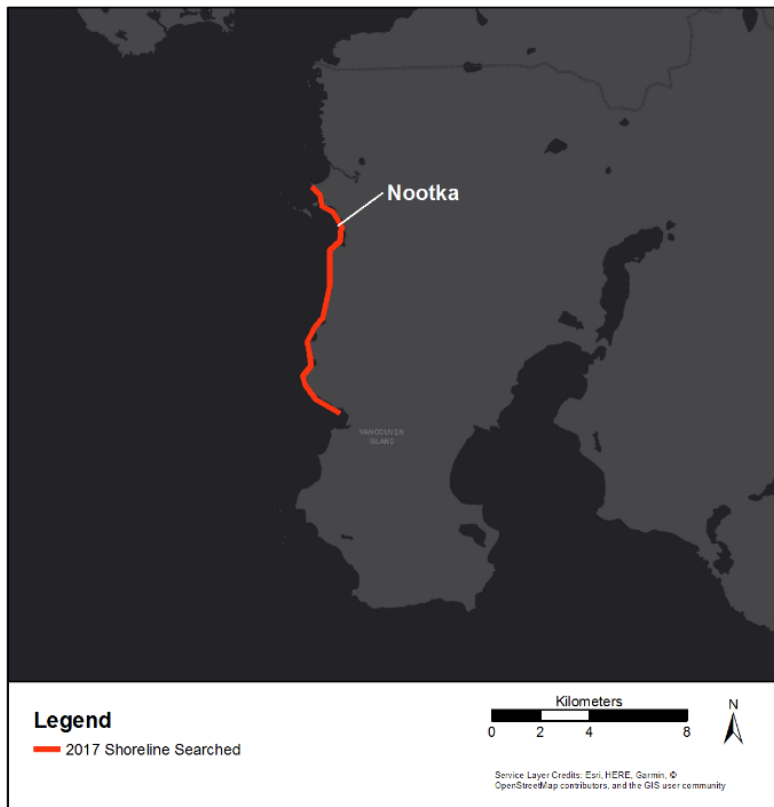 Nootka
VANCOUVER
ISLAND
Legend
2017 Shoreline Searched
Kilometers
0 2 4 8
N
Service Layer Credits: Esri, HERE, Garmin, ©
OpenStreetMap contributors, and the GIS user community